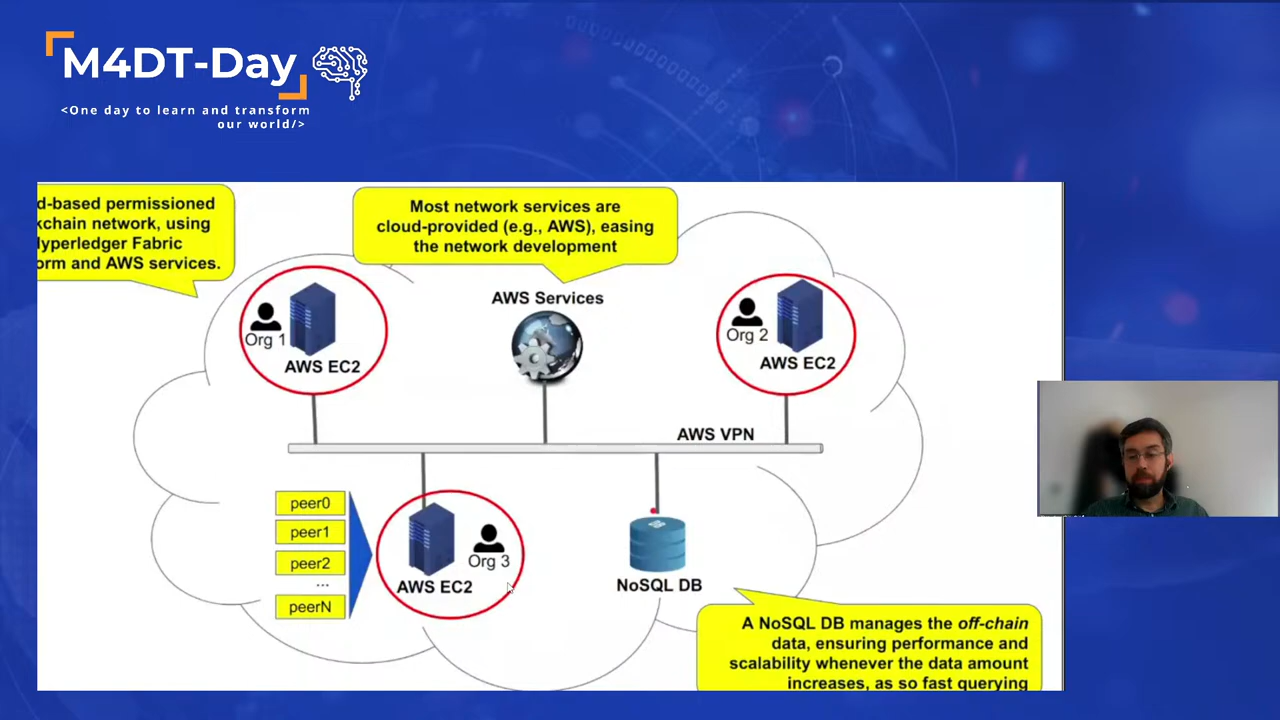 M4DT-Day
<One day to learn and transform
our world/>
d-based permissioned
kchain network, using
Hyperledger Fabric
orm and AWS services.
Most network services are
cloud-provided (e.g., AWS), easing
the network development
AWS Services
Org 1
AWS EC2
Org 2
AWS EC2
AWS VPN
peer0
peer1
peer2
...
peerN
Org 3
AWS EC2
NoSQL DB
A NoSQL DB manages the off-chain
data, ensuring performance and
scalability whenever the data amount
increases, as so fast querying